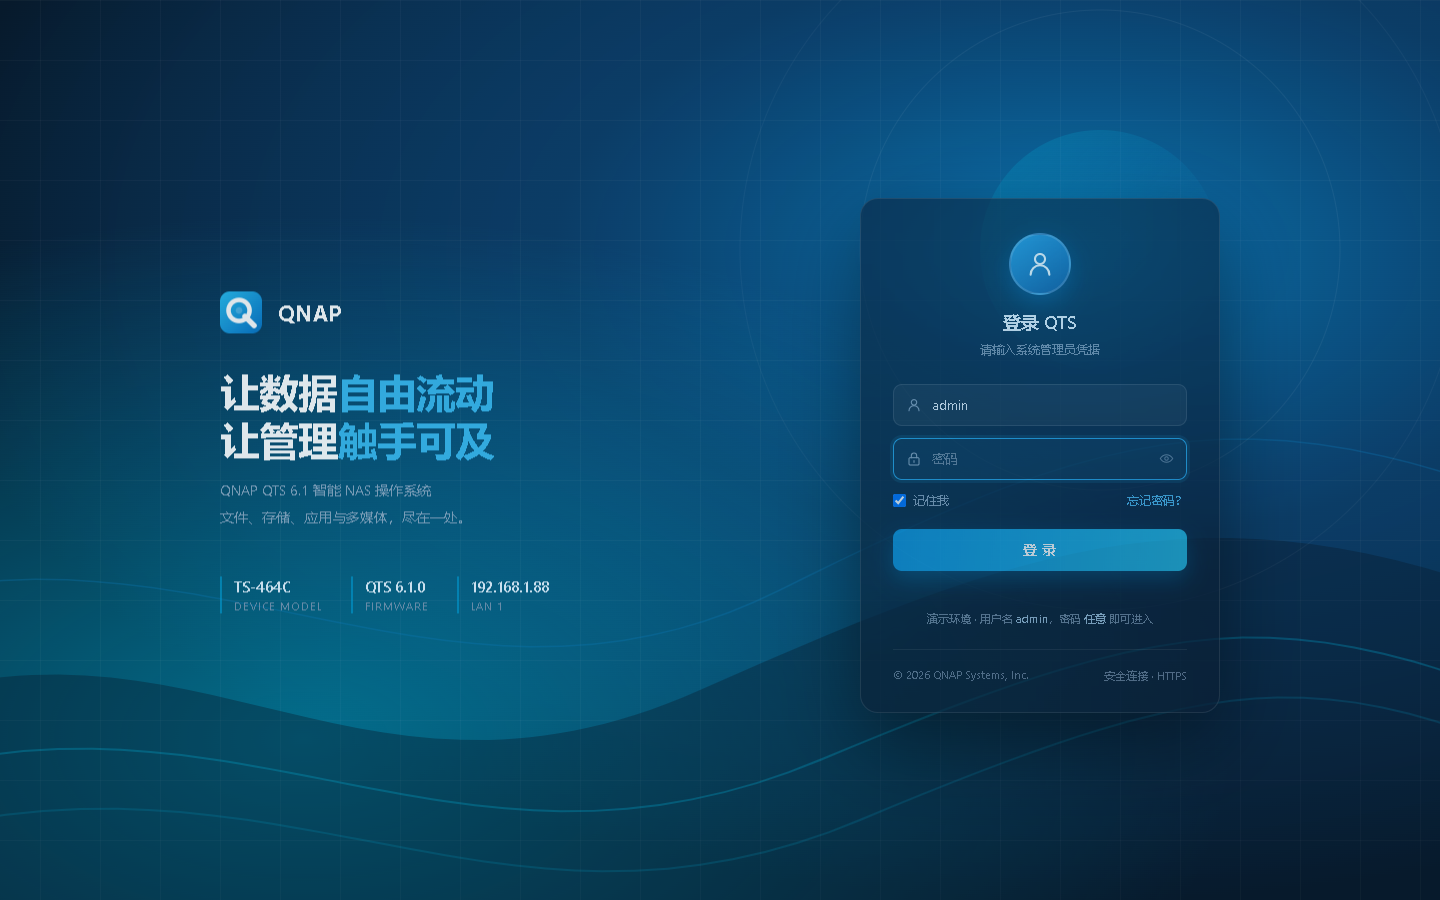 QNAP
让数据自由流动
让管理触手可及
QNAP QTS 6.1 智能 NAS 操作系统
文件、存储、应用与多媒体，尽在一处。
TS-464C
DEVICE MODEL
QTS 6.1.0
FIRMWARE
192.168.1.88
LAN 1
登录 QTS
请输入系统管理员凭据
admin
密码
记住我 忘记密码?
登 录
演示环境 · 用户名 admin，密码 任意 即可进入
© 2026 QNAP Systems, Inc. 安全连接 · HTTPS